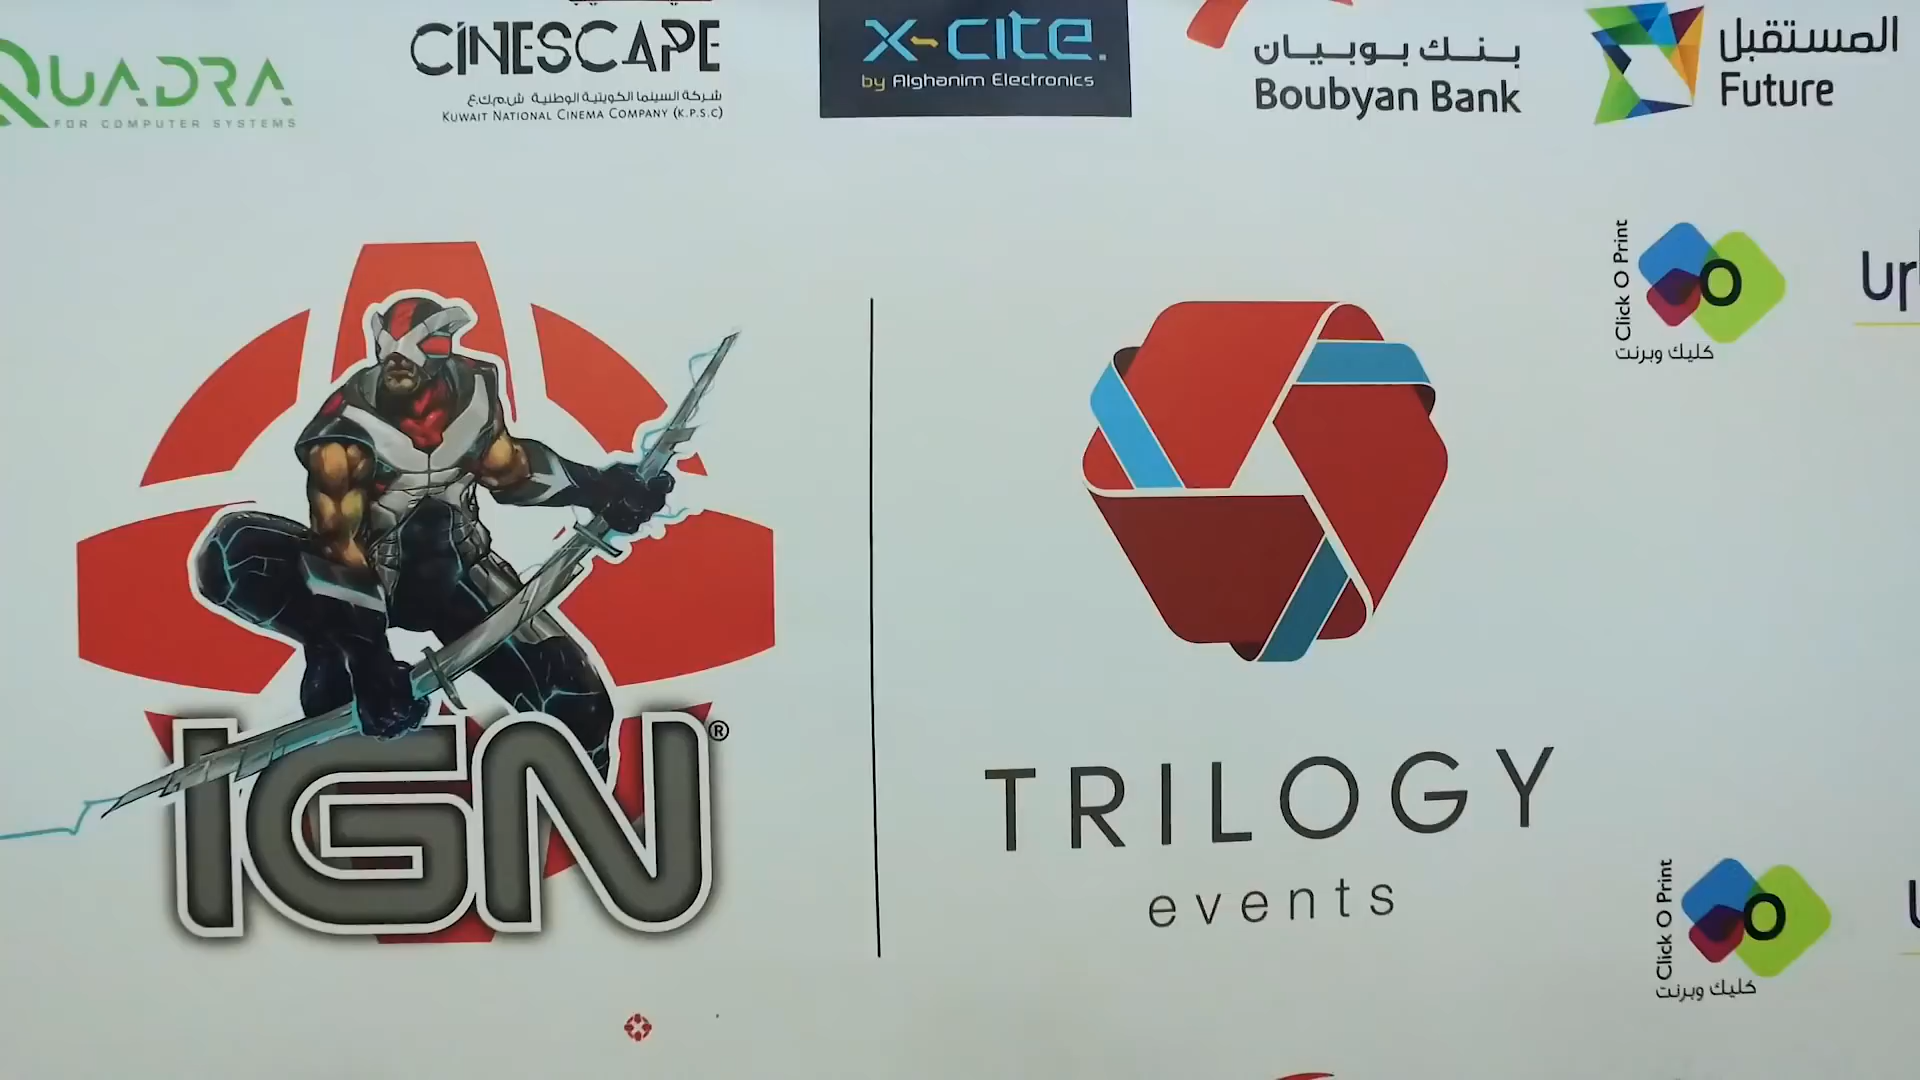 QUADRA
FOR COMPUTER SYSTEMS
CINESCAPE
شركة السينما الكويتية الوطنية ش.م.ك.ع
KUWAIT NATIONAL CINEMA COMPANY (K.P.S.C)
x-cite.
by Alghanim Electronics
بنك بوبيان
Boubyan Bank
المستقبل
Future
Click O Print
O
كليك وبرنت
IGN®
TRILOGY
events
Click O Print
O
كليك وبرنت